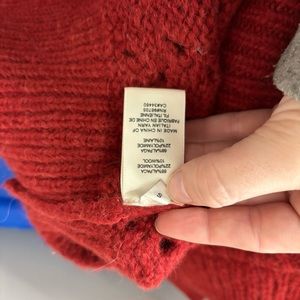 68%ALPACA
22%POLYAMIDE
10%WOOL
68%ALPAGA
22%POLYAMIDE
10%LAINE
MADE IN CHINA OF
ITALIAN YARN
FABRIQUE EN CHINE DE
FIL ITALIENNE